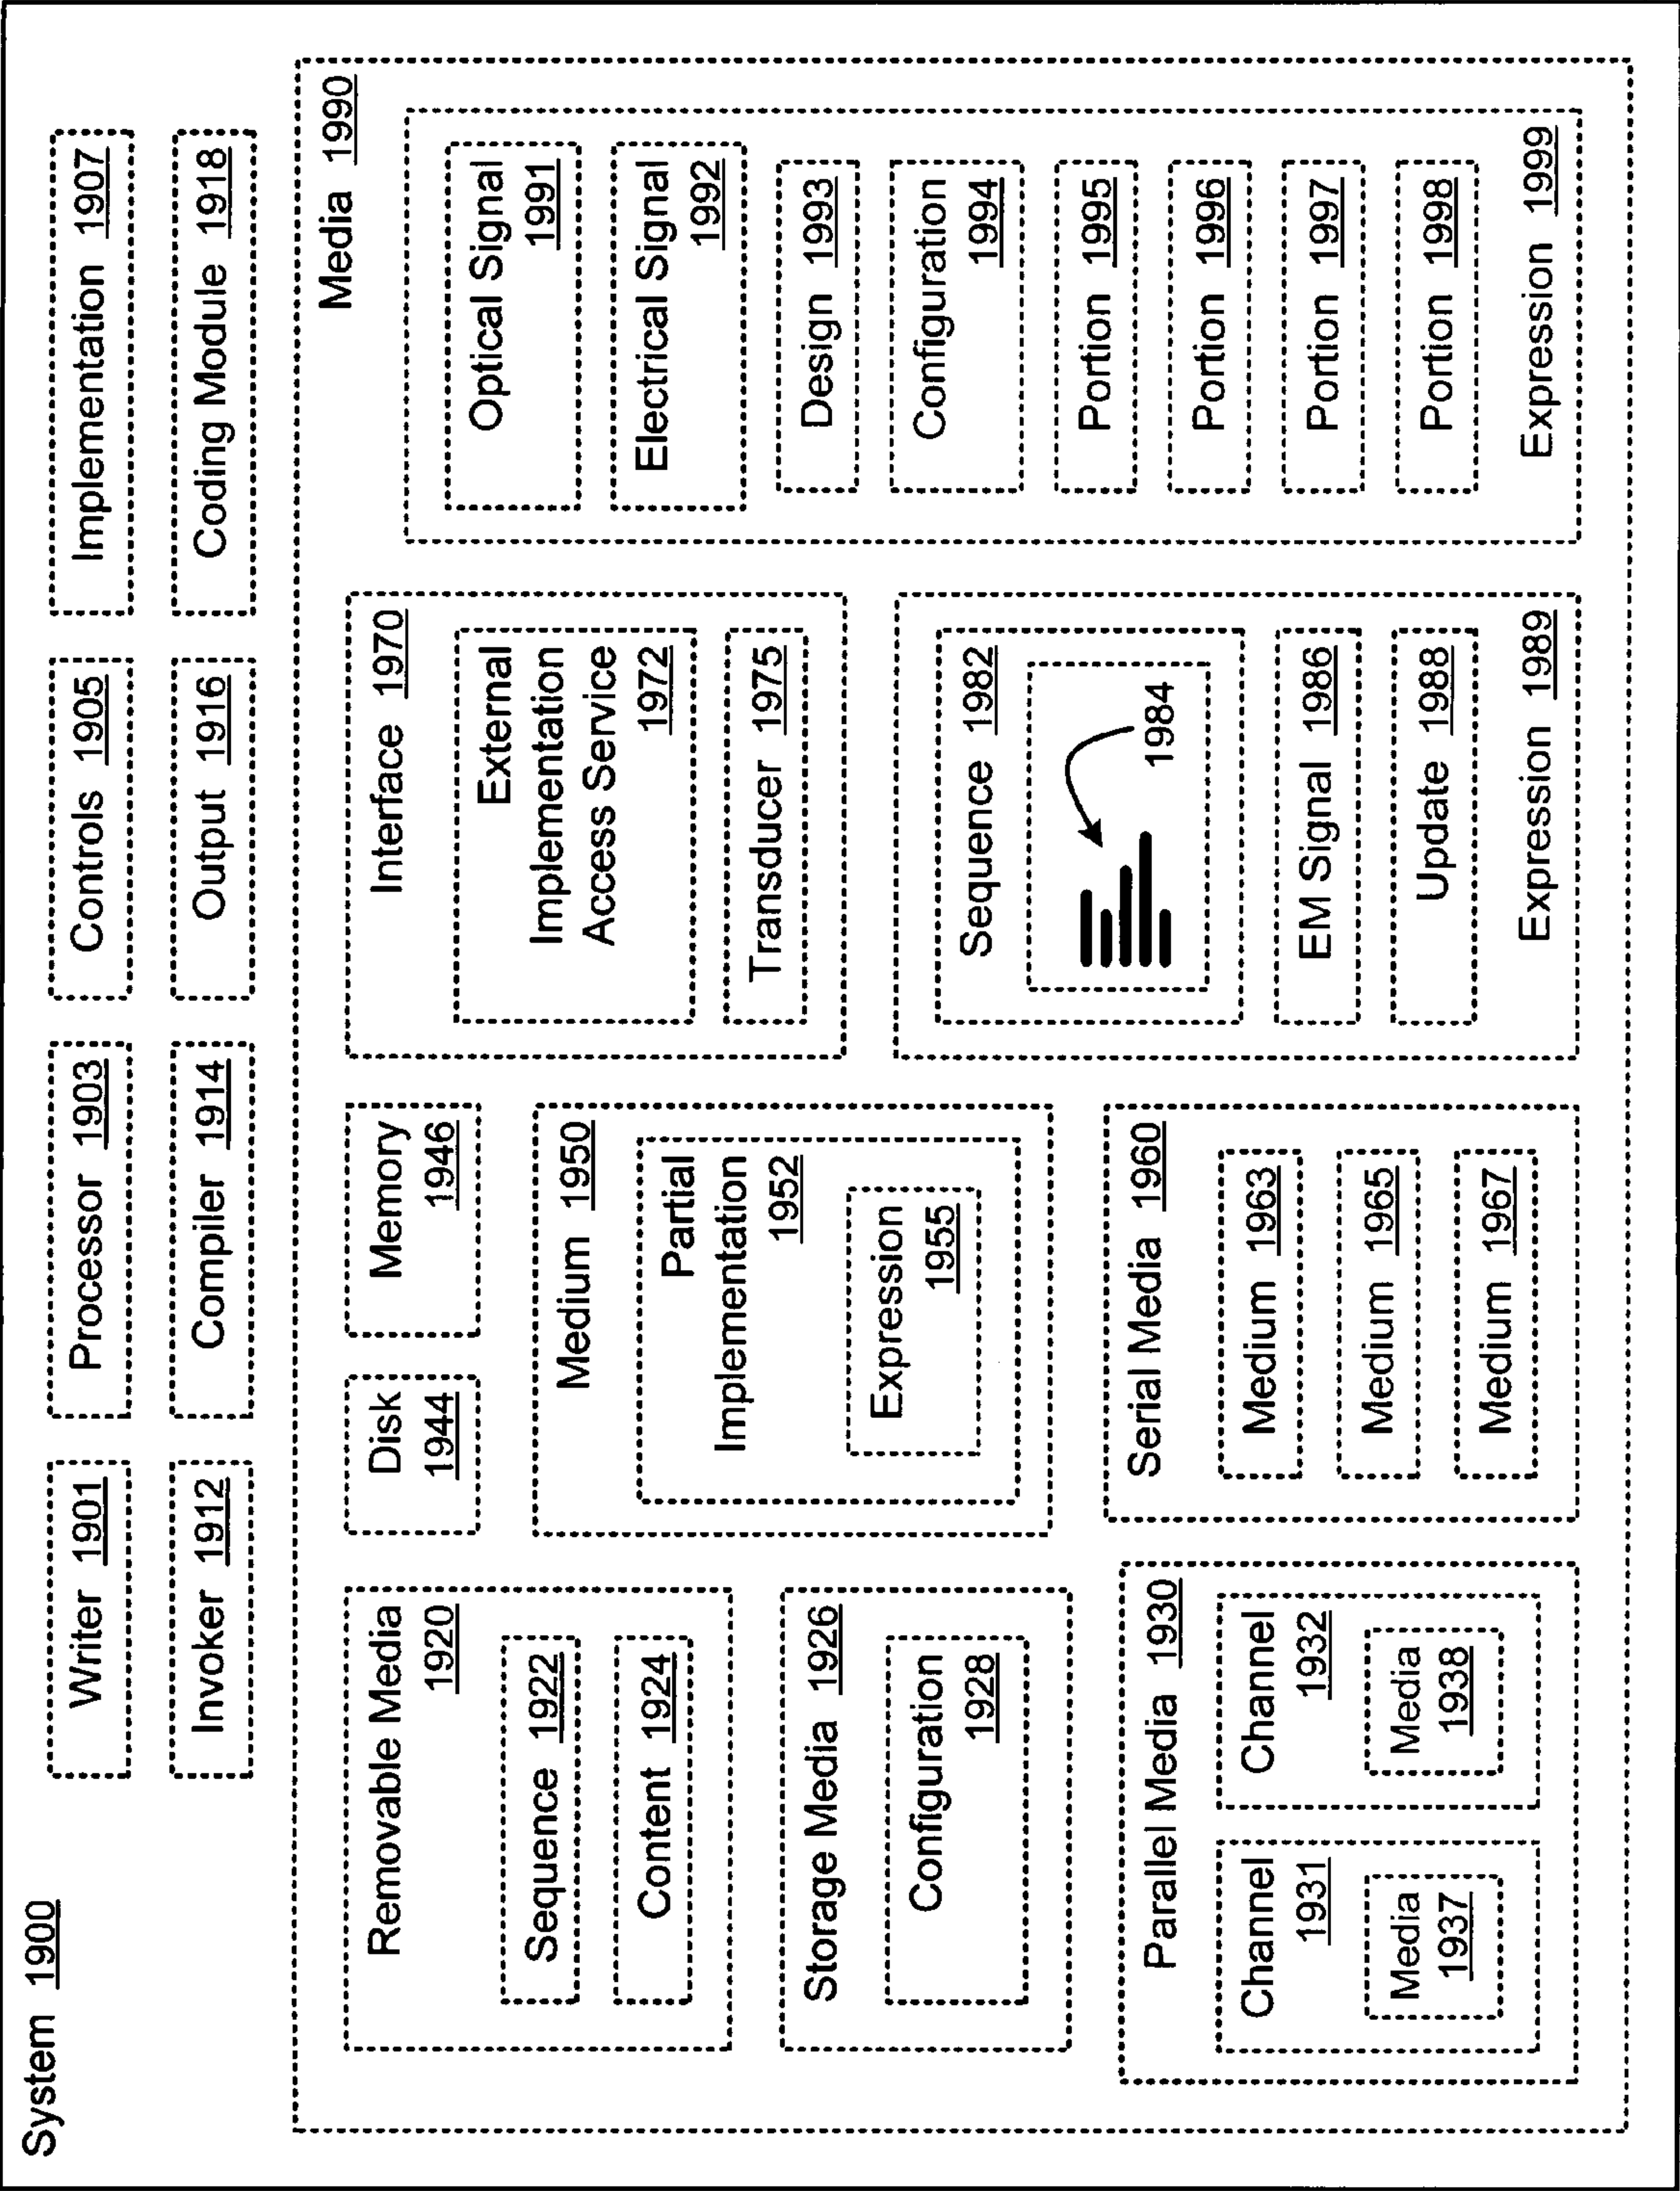 System 1900
Writer 1901
Processor 1903
Controls 1905
Implementation 1907
Invoker 1912
Compiler 1914
Output 1916
Coding Module 1918
Media 1990
Removable Media
1920
Sequence 1922
Content 1924
Storage Media 1926
Configuration
1928
Parallel Media 1930
Channel
1931
Media
1937
Channel
1932
Media
1938
Disk
1944
Memory
1946
Medium 1950
Partial
Implementation
1952
Expression
1955
Serial Media 1960
Medium 1963
Medium 1965
Medium 1967
Interface 1970
External
Implementation
Access Service
1972
Transducer 1975
Sequence 1982
1984
EM Signal 1986
Update 1988
Expression 1989
Optical Signal
1991
Electrical Signal
1992
Design 1993
Configuration
1994
Portion 1995
Portion 1996
Portion 1997
Portion 1998
Expression 1999